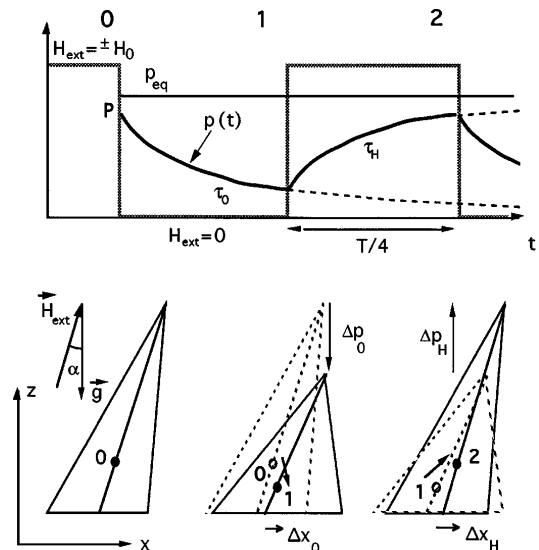 0 1 2
H_ext = ± H_0
p_eq
P
p(t)
τ_0
τ_H
H_ext=0
T/4
t
H_ext
α
g
z
0
x
Δp_0
0
1
Δx_0
Δp_H
1
2
Δx_H